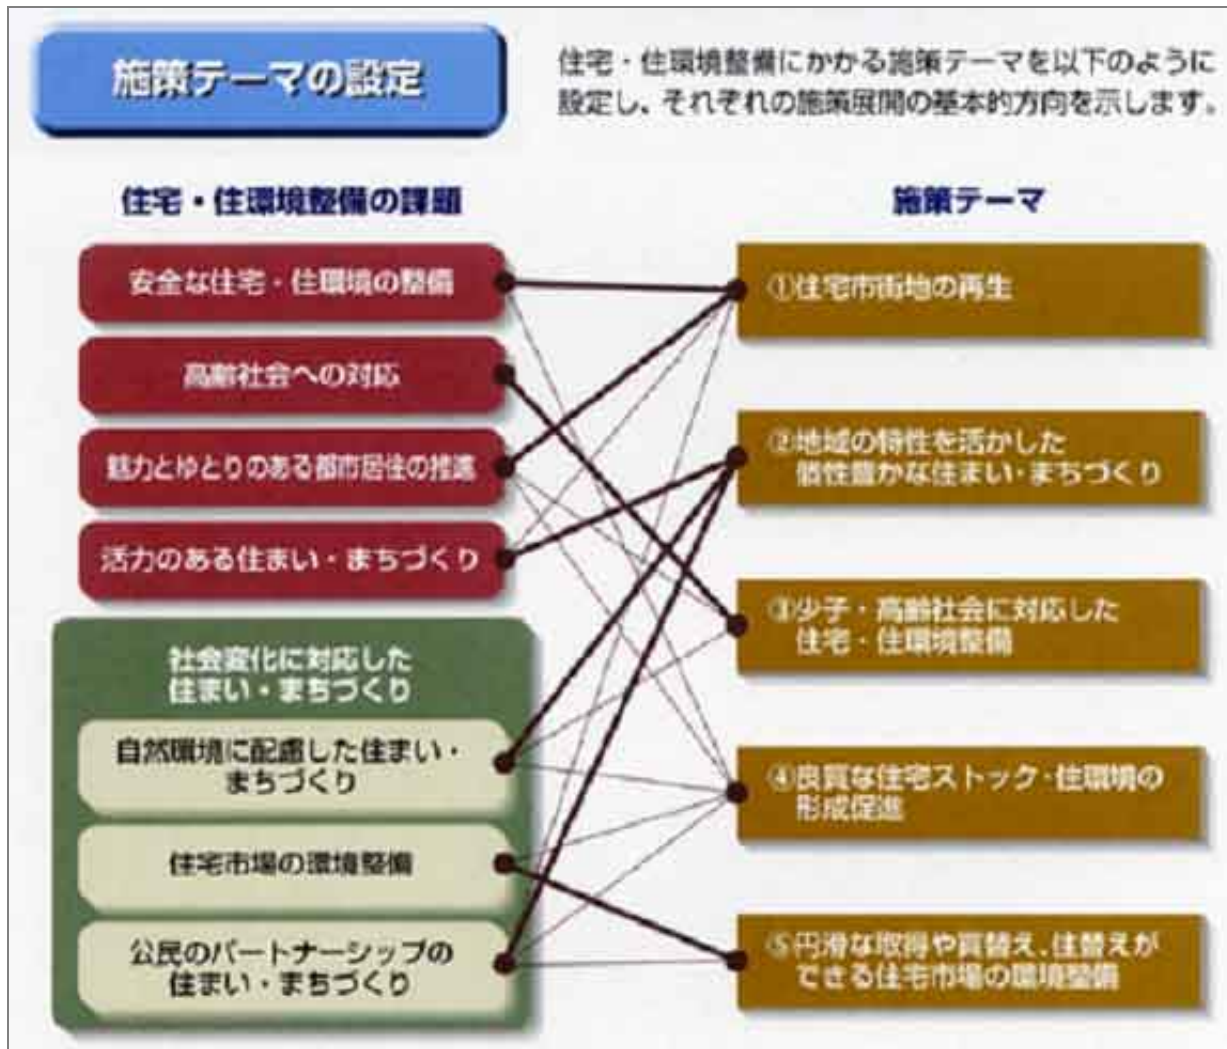 施策テーマの設定
住宅・住環境整備にかかる施策テーマを以下のように
設定し、それぞれの施策展開の基本的方向を示します。
住宅・住環境整備の課題
施策テーマ
安全な住宅・住環境の整備
高齢社会への対応
魅力とゆとりのある都市居住の推進
活力のある住まい・まちづくり
社会変化に対応した
住まい・まちづくり
自然環境に配慮した住まい・
まちづくり
住宅市場の環境整備
公民のパートナーシップの
住まい・まちづくり
①住宅市街地の再生
②地域の特性を活かした
個性豊かな住まい・まちづくり
③少子・高齢社会に対応した
住宅・住環境整備
④良質な住宅ストック・住環境の
形成促進
⑤円滑な取得や買替え、住替えが
できる住宅市場の環境整備